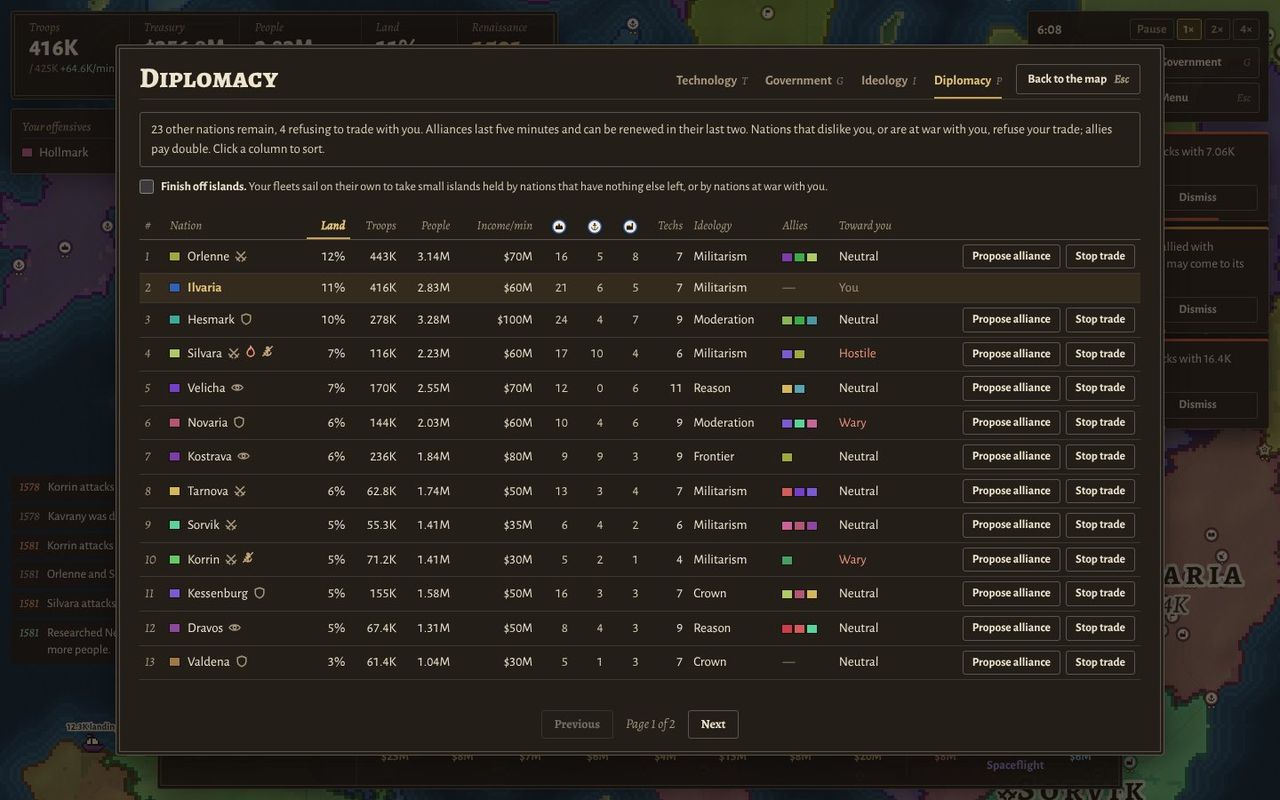 Troops
Treasury
People
Land
Renaissance
416K
/ 425K +64.6K/min
6:08
Pause
1×
2×
4×
Government G
Menu Esc
Your offensives
Hollmark
DIPLOMACY
Technology T
Government G
Ideology I
Diplomacy P
Back to the map Esc
23 other nations remain, 4 refusing to trade with you. Alliances last five minutes and can be renewed in their last two. Nations that dislike you, or are at war with you, refuse your trade; allies
pay double. Click a column to sort.
Finish off islands. Your fleets sail on their own to take small islands held by nations that have nothing else left, or by nations at war with you.
# Nation Land Troops People Income/min Techs Ideology Allies Toward you
1 Orlenne 12% 443K 3.14M $70M 16 5 8 7 Militarism Neutral Propose alliance Stop trade
2 Ilvaria 11% 416K 2.83M $60M 21 6 5 7 Militarism — You
3 Hesmark 10% 278K 3.28M $100M 24 4 7 9 Moderation Neutral Propose alliance Stop trade
4 Silvara 7% 116K 2.23M $60M 17 10 4 6 Militarism Hostile Propose alliance Stop trade
5 Velicha 7% 170K 2.55M $70M 12 0 6 11 Reason Neutral Propose alliance Stop trade
6 Novaria 6% 144K 2.03M $60M 10 4 6 9 Moderation Wary Propose alliance Stop trade
7 Kostrava 6% 236K 1.84M $80M 9 9 3 9 Frontier Neutral Propose alliance Stop trade
8 Tarnova 6% 62.8K 1.74M $50M 13 3 4 7 Militarism Neutral Propose alliance Stop trade
9 Sorvik 5% 55.3K 1.41M $35M 6 4 2 6 Militarism Neutral Propose alliance Stop trade
10 Korrin 5% 71.2K 1.41M $30M 5 2 1 4 Militarism Wary Propose alliance Stop trade
11 Kessenburg 5% 155K 1.58M $50M 16 3 3 7 Crown Neutral Propose alliance Stop trade
12 Dravos 5% 67.4K 1.31M $50M 8 4 3 9 Reason Neutral Propose alliance Stop trade
13 Valdena 3% 61.4K 1.04M $30M 5 1 3 7 Crown — Neutral Propose alliance Stop trade
Previous
Page 1 of 2
Next
cks with 7.06K
Dismiss
allied with
may come to its
Dismiss
cks with 16.4K
Dismiss
1578 Korrin attacks
1578 Kavrany was d
1581 Korrin attacks
1581 Orlenne and S
1581 Silvara attacks
1581 Researched Ne
more people.
ARIA
4K
12.3K landin
Spaceflight
SORVIK